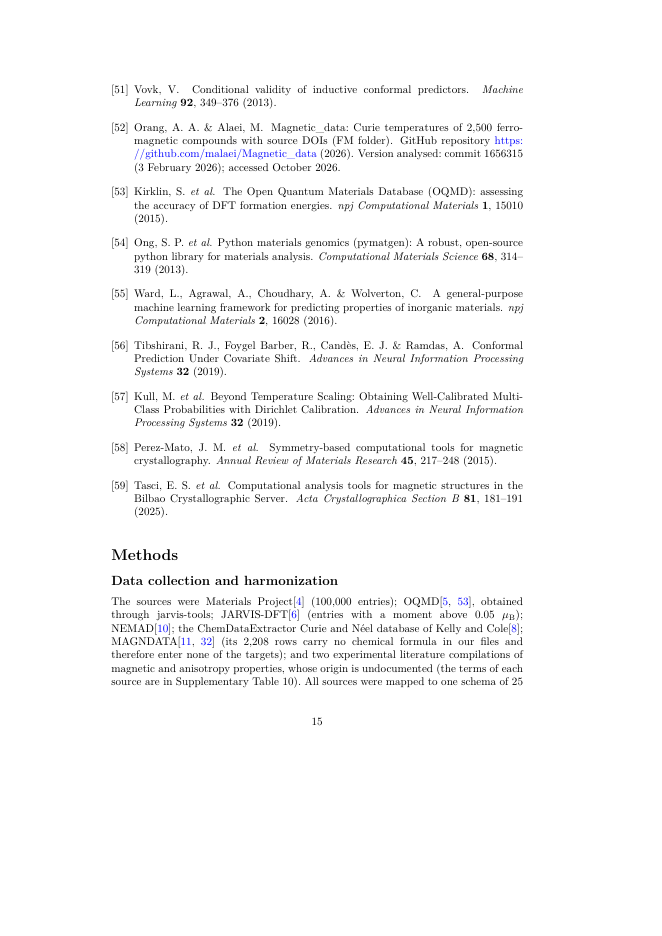 [51] Vovk, V. Conditional validity of inductive conformal predictors. Machine
Learning 92, 349–376 (2013).
[52] Orang, A. A. & Alaei, M. Magnetic_data: Curie temperatures of 2,500 ferro-
magnetic compounds with source DOIs (FM folder). GitHub repository https:
//github.com/malaei/Magnetic_data (2026). Version analysed: commit 1656315
(3 February 2026); accessed October 2026.
[53] Kirklin, S. et al. The Open Quantum Materials Database (OQMD): assessing
the accuracy of DFT formation energies. npj Computational Materials 1, 15010
(2015).
[54] Ong, S. P. et al. Python materials genomics (pymatgen): A robust, open-source
python library for materials analysis. Computational Materials Science 68, 314–
319 (2013).
[55] Ward, L., Agrawal, A., Choudhary, A. & Wolverton, C. A general-purpose
machine learning framework for predicting properties of inorganic materials. npj
Computational Materials 2, 16028 (2016).
[56] Tibshirani, R. J., Foygel Barber, R., Candès, E. J. & Ramdas, A. Conformal
Prediction Under Covariate Shift. Advances in Neural Information Processing
Systems 32 (2019).
[57] Kull, M. et al. Beyond Temperature Scaling: Obtaining Well-Calibrated Multi-
Class Probabilities with Dirichlet Calibration. Advances in Neural Information
Processing Systems 32 (2019).
[58] Perez-Mato, J. M. et al. Symmetry-based computational tools for magnetic
crystallography. Annual Review of Materials Research 45, 217–248 (2015).
[59] Tasci, E. S. et al. Computational analysis tools for magnetic structures in the
Bilbao Crystallographic Server. Acta Crystallographica Section B 81, 181–191
(2025).
Methods
Data collection and harmonization
The sources were Materials Project[4] (100,000 entries); OQMD[5, 53], obtained
through jarvis-tools; JARVIS-DFT[6] (entries with a moment above 0.05 μB);
NEMAD[10]; the ChemDataExtractor Curie and Néel database of Kelly and Cole[8];
MAGNDATA[11, 32] (its 2,208 rows carry no chemical formula in our files and
therefore enter none of the targets); and two experimental literature compilations of
magnetic and anisotropy properties, whose origin is undocumented (the terms of each
source are in Supplementary Table 10). All sources were mapped to one schema of 25
15